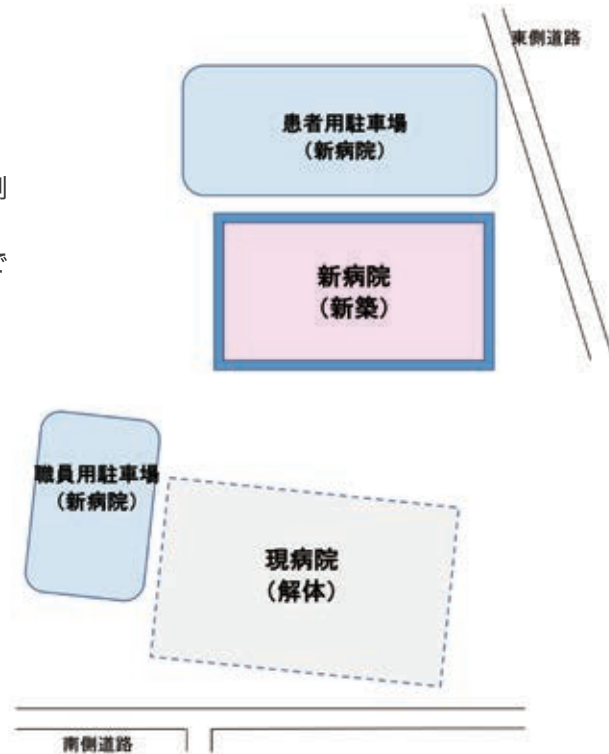 東側道路
患者用駐車場
(新病院)
で
新病院
(新築)
職員用駐車場
(新病院)
現病院
(解体)
南側道路